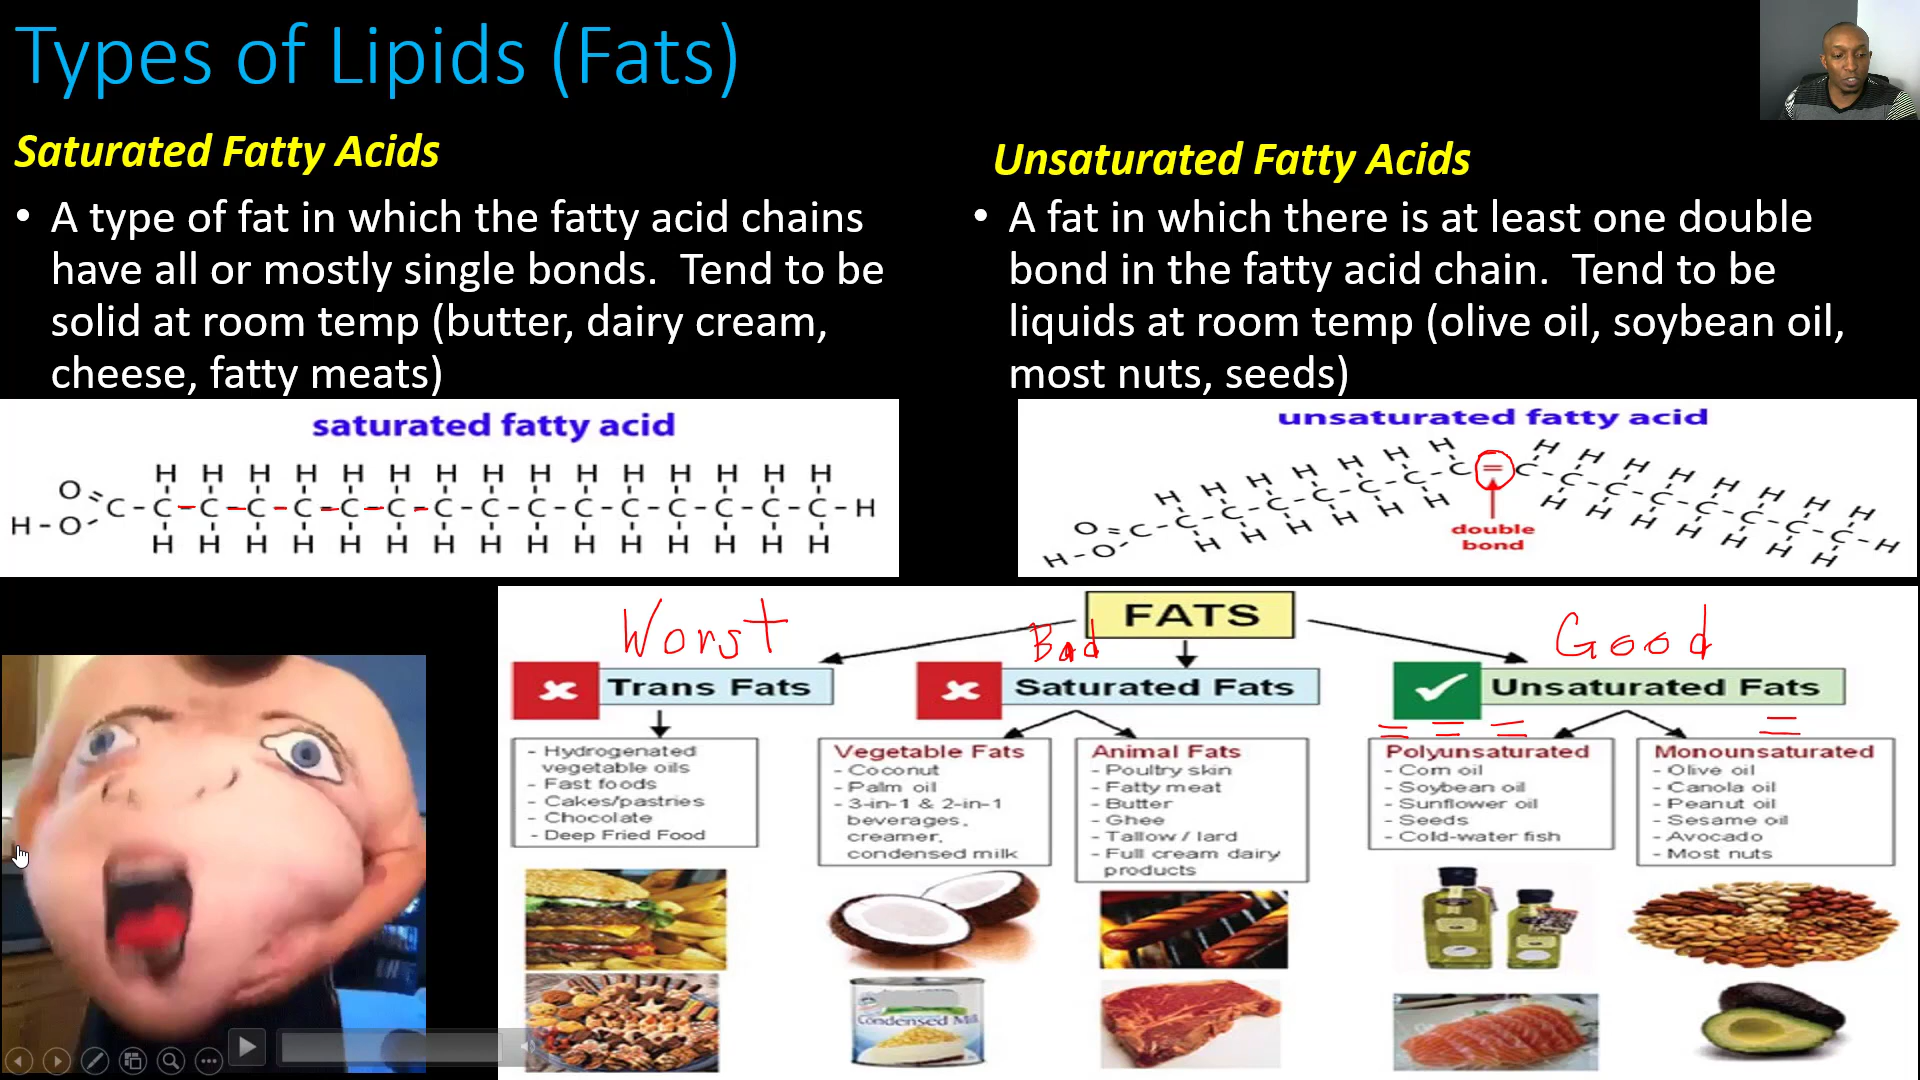 Types of Lipids (Fats)
Saturated Fatty Acids
• A type of fat in which the fatty acid chains
have all or mostly single bonds. Tend to be
solid at room temp (butter, dairy cream,
cheese, fatty meats)
Unsaturated Fatty Acids
• A fat in which there is at least one double
bond in the fatty acid chain. Tend to be
liquids at room temp (olive oil, soybean oil,
most nuts, seeds)
saturated fatty acid
H H H H H H H H H H H H H H H
O=C-C-C-C-C-C-C-C-C-C-C-C-C-C-C-C-H
H-O
H H H H H H H H H H H H H H H
unsaturated fatty acid
double
bond
FATS
Worst
Bad
Good
Trans Fats
Saturated Fats
Unsaturated Fats
- Hydrogenated
vegetable oils
- Fast foods
- Cakes/pastries
- Chocolate
- Deep Fried Food
Vegetable Fats
- Coconut
- Palm oil
- 3-in-1 & 2-in-1
beverages,
creamer,
condensed milk
Animal Fats
- Poultry skin
- Fatty meat
- Butter
- Ghee
- Tallow / lard
- Full cream dairy
products
Polyunsaturated
- Corn oil
- Soybean oil
- Sunflower oil
- Seeds
- Cold-water fish
Monounsaturated
- Olive oil
- Canola oil
- Peanut oil
- Sesame oil
- Avocado
- Most nuts
Condensed Milk